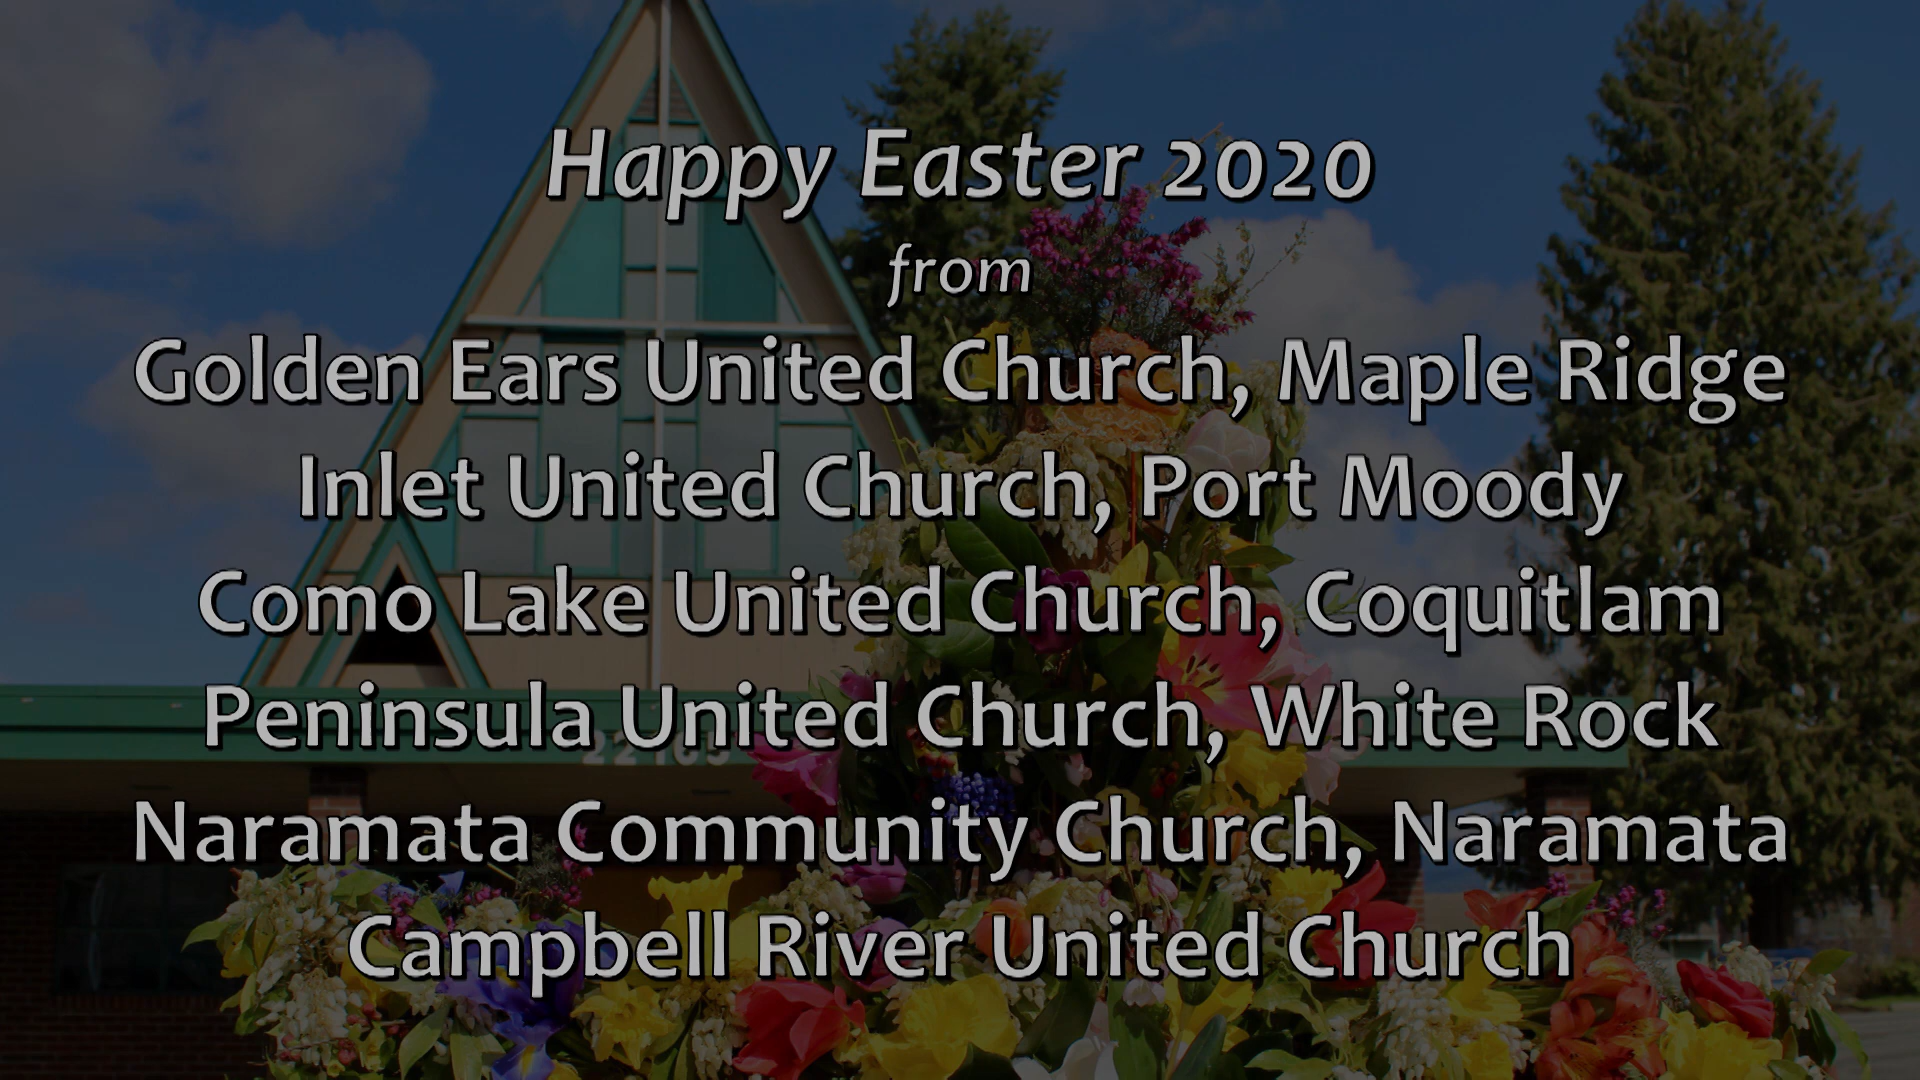 Happy Easter 2020
from
Golden Ears United Church, Maple Ridge
Inlet United Church, Port Moody
Como Lake United Church, Coquitlam
Peninsula United Church, White Rock
22165
Naramata Community Church, Naramata
Campbell River United Church